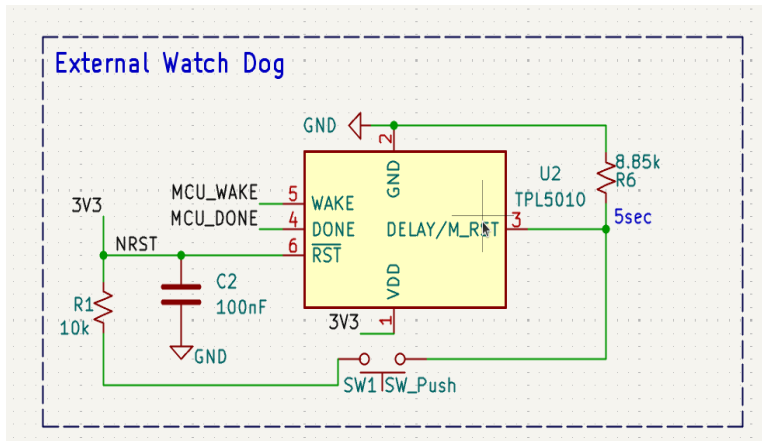 External Watch Dog
GND
2
GND
8.85k
R6
U2
TPL5010
MCU_WAKE
5
WAKE
3V3
MCU_DONE
4
DONE
DELAY/M_RST
3
5sec
NRST
6
RST
C2
100nF
VDD
R1
10k
3V3
1
GND
SW1
SW_Push